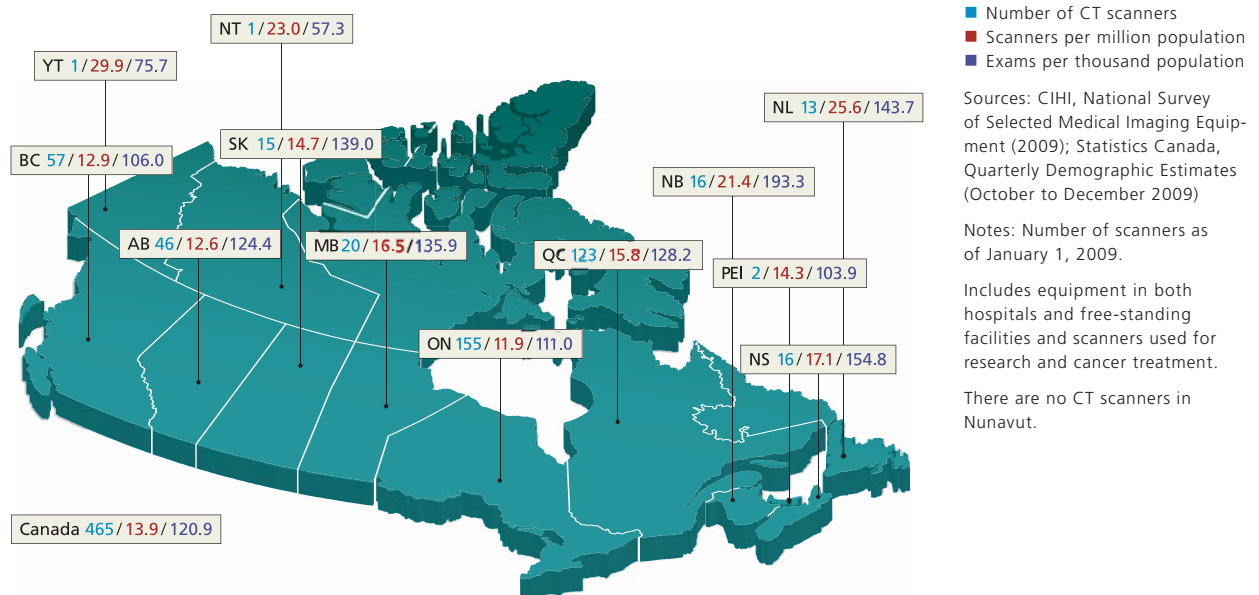 NT 1/23.0/57.3
YT 1/29.9/75.7
SK 15/14.7/139.0
BC 57/12.9/106.0
AB 46/12.6/124.4
MB 20/16.5/135.9
QC 123/15.8/128.2
ON 155/11.9/111.0
NL 13/25.6/143.7
NB 16/21.4/193.3
PEI 2/14.3/103.9
NS 16/17.1/154.8
Canada 465/13.9/120.9
Number of CT scanners
Scanners per million population
Exams per thousand population
Sources: CIHI, National Survey
of Selected Medical Imaging Equip-
ment (2009); Statistics Canada,
Quarterly Demographic Estimates
(October to December 2009)
Notes: Number of scanners as
of January 1, 2009.
Includes equipment in both
hospitals and free-standing
facilities and scanners used for
research and cancer treatment.
There are no CT scanners in
Nunavut.